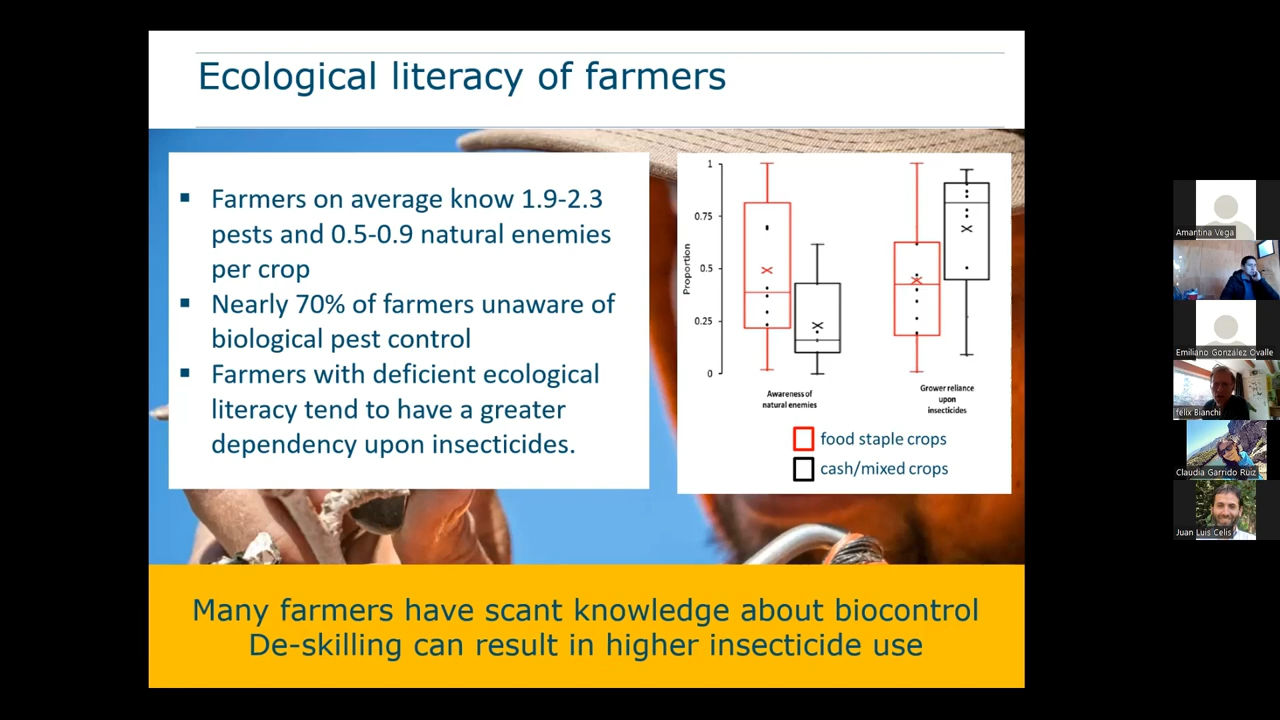 Ecological literacy of farmers
▪ Farmers on average know 1.9-2.3
pests and 0.5-0.9 natural enemies
per crop
▪ Nearly 70% of farmers unaware of
biological pest control
▪ Farmers with deficient ecological
literacy tend to have a greater
dependency upon insecticides.
Proportion
1
0.75
0.5
0.25
0
Awareness of
natural enemies
Grower reliance
upon
insecticides
food staple crops
cash/mixed crops
Many farmers have scant knowledge about biocontrol
De-skilling can result in higher insecticide use
Amantina Vega
Emiliano González Ovalle
felix Bianchi
Claudia Garrido Ruiz
Juan Luis Celis